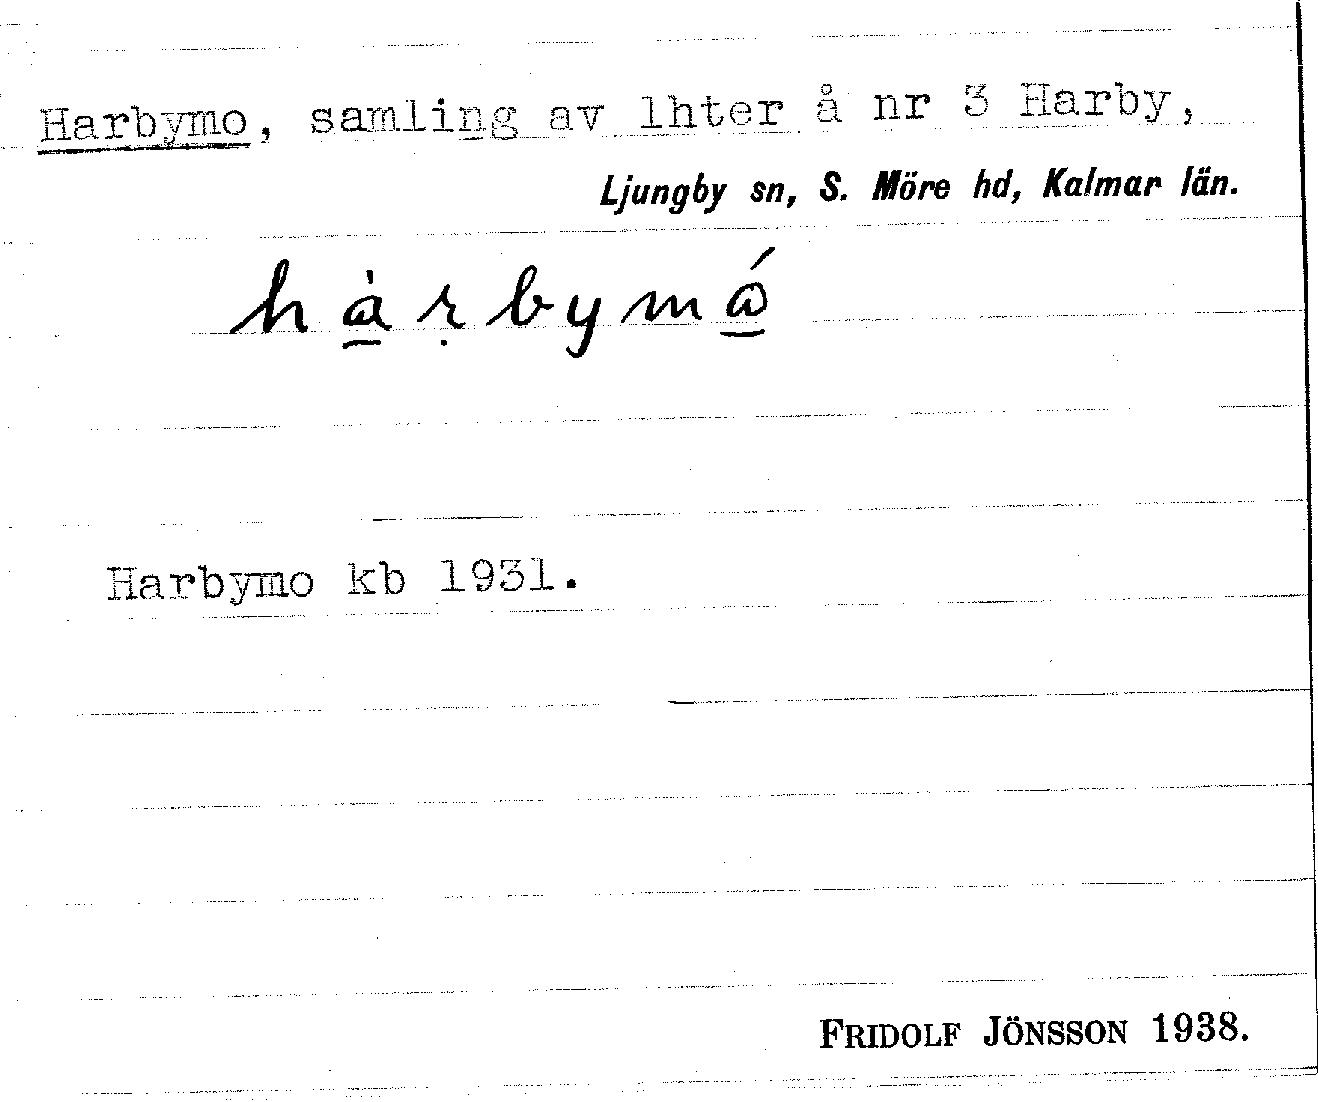 Harbymo, samling av lhter å nr 3 Harby,
Ljungby sn, S. Möre hd, Kalmar län.
hàrbymǻ
Harbymo kb 1931.
FRIDOLF JÖNSSON 1938.